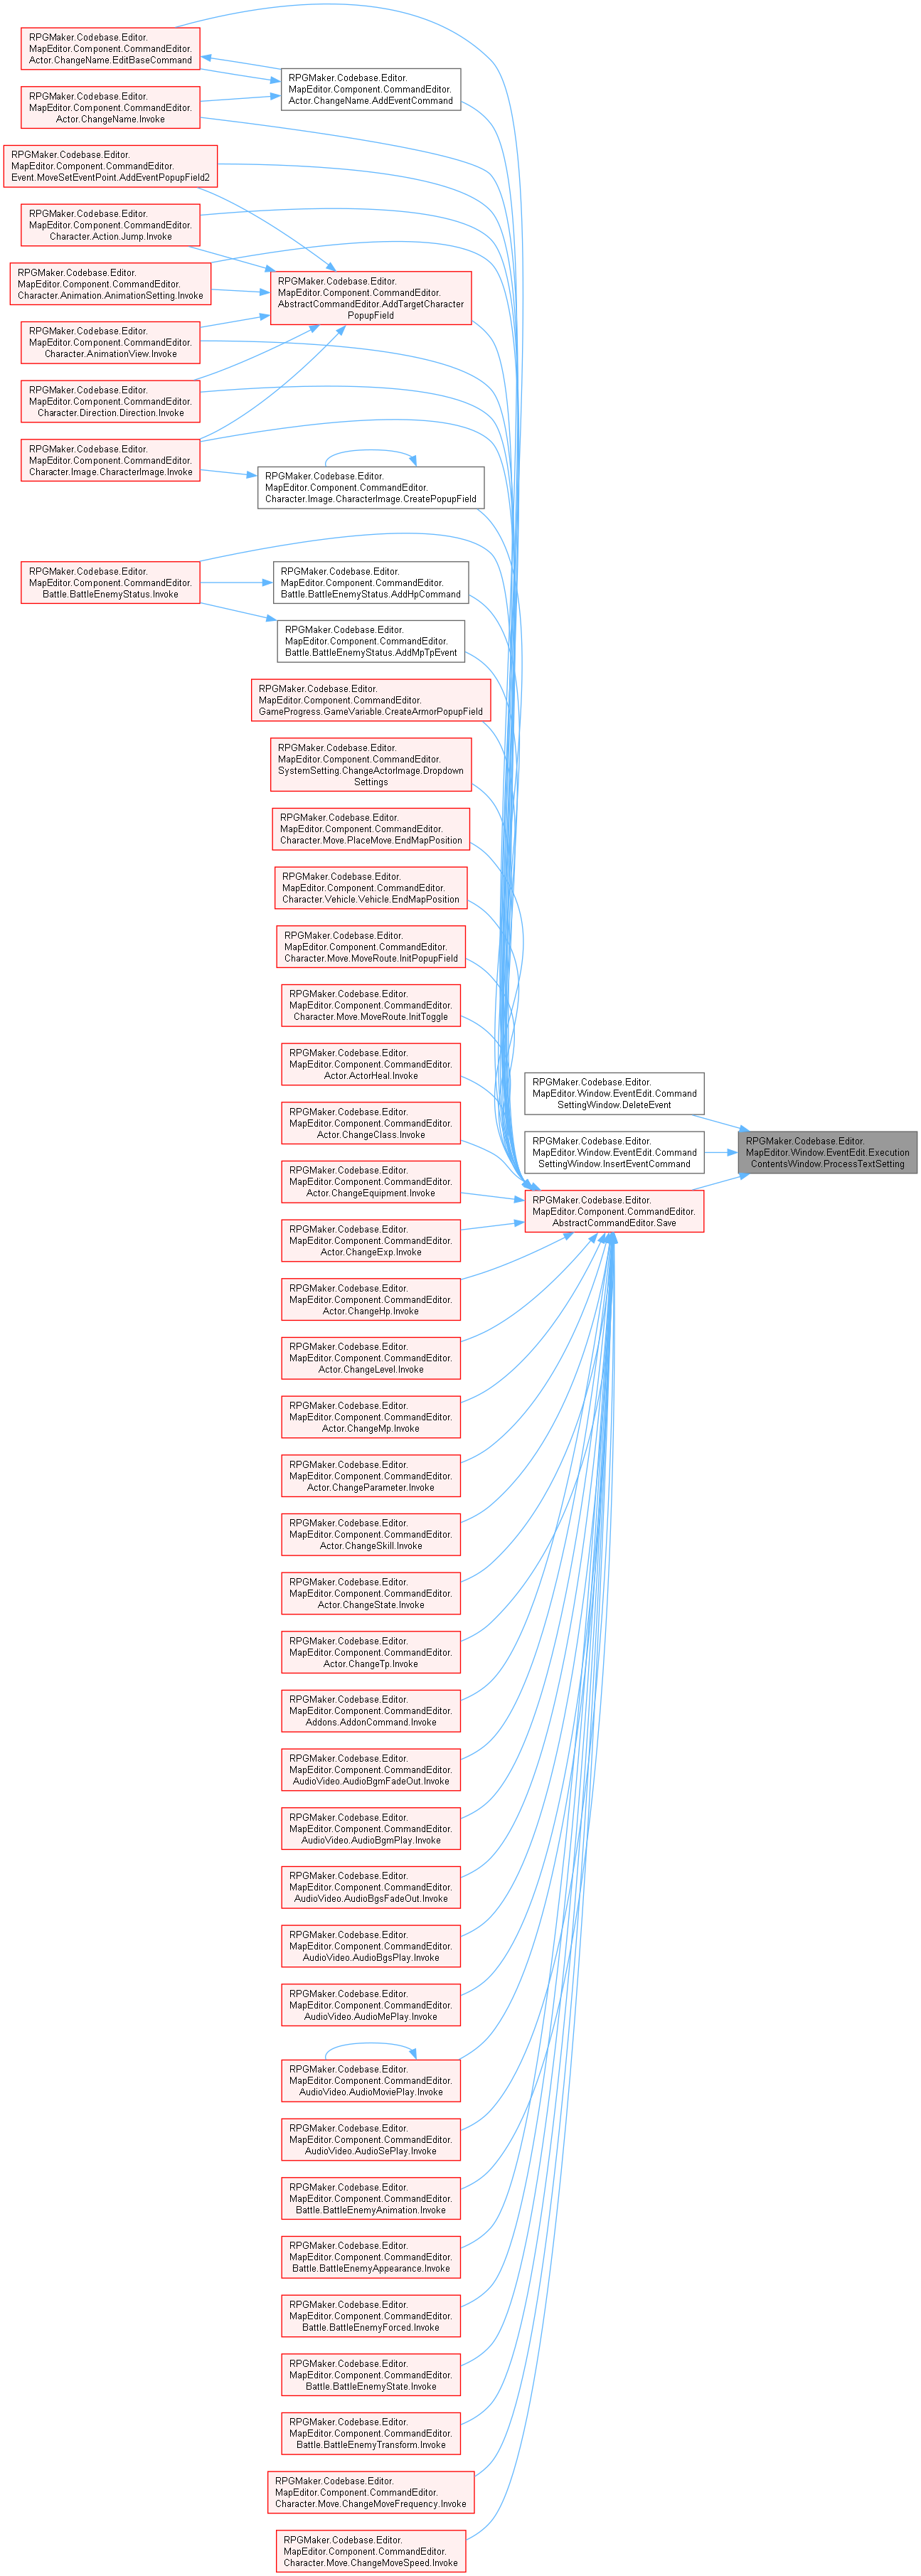 RPGMaker.Codebase.Editor.
MapEditor.Component.CommandEditor.
Actor.ChangeName.EditBaseCommand
RPGMaker.Codebase.Editor.
MapEditor.Component.CommandEditor.
Actor.ChangeName.AddEventCommand
RPGMaker.Codebase.Editor.
MapEditor.Component.CommandEditor.
Actor.ChangeName.Invoke
RPGMaker.Codebase.Editor.
MapEditor.Component.CommandEditor.
Event.MoveSetEventPoint.AddEventPopupField2
RPGMaker.Codebase.Editor.
MapEditor.Component.CommandEditor.
Character.Action.Jump.Invoke
RPGMaker.Codebase.Editor.
MapEditor.Component.CommandEditor.
Character.Animation.AnimationSetting.Invoke
RPGMaker.Codebase.Editor.
MapEditor.Component.CommandEditor.
AbstractCommandEditor.AddTargetCharacter
PopupField
RPGMaker.Codebase.Editor.
MapEditor.Component.CommandEditor.
Character.AnimationView.Invoke
RPGMaker.Codebase.Editor.
MapEditor.Component.CommandEditor.
Character.Direction.Direction.Invoke
RPGMaker.Codebase.Editor.
MapEditor.Component.CommandEditor.
Character.Image.CharacterImage.Invoke
RPGMaker.Codebase.Editor.
MapEditor.Component.CommandEditor.
Character.Image.CharacterImage.CreatePopupField
RPGMaker.Codebase.Editor.
MapEditor.Component.CommandEditor.
Battle.BattleEnemyStatus.Invoke
RPGMaker.Codebase.Editor.
MapEditor.Component.CommandEditor.
Battle.BattleEnemyStatus.AddHpCommand
RPGMaker.Codebase.Editor.
MapEditor.Component.CommandEditor.
Battle.BattleEnemyStatus.AddMpTpEvent
RPGMaker.Codebase.Editor.
MapEditor.Component.CommandEditor.
GameProgress.GameVariable.CreateArmorPopupField
RPGMaker.Codebase.Editor.
MapEditor.Component.CommandEditor.
SystemSetting.ChangeActorImage.Dropdown
Settings
RPGMaker.Codebase.Editor.
MapEditor.Component.CommandEditor.
Character.Move.PlaceMove.EndMapPosition
RPGMaker.Codebase.Editor.
MapEditor.Component.CommandEditor.
Character.Vehicle.Vehicle.EndMapPosition
RPGMaker.Codebase.Editor.
MapEditor.Component.CommandEditor.
Character.Move.MoveRoute.InitPopupField
RPGMaker.Codebase.Editor.
MapEditor.Component.CommandEditor.
Character.Move.MoveRoute.InitToggle
RPGMaker.Codebase.Editor.
MapEditor.Component.CommandEditor.
Actor.ActorHeal.Invoke
RPGMaker.Codebase.Editor.
MapEditor.Window.EventEdit.Command
SettingWindow.DeleteEvent
RPGMaker.Codebase.Editor.
MapEditor.Component.CommandEditor.
Actor.ChangeClass.Invoke
RPGMaker.Codebase.Editor.
MapEditor.Window.EventEdit.Command
SettingWindow.InsertEventCommand
RPGMaker.Codebase.Editor.
MapEditor.Window.EventEdit.Execution
ContentsWindow.ProcessTextSetting
RPGMaker.Codebase.Editor.
MapEditor.Component.CommandEditor.
Actor.ChangeEquipment.Invoke
RPGMaker.Codebase.Editor.
MapEditor.Component.CommandEditor.
AbstractCommandEditor.Save
RPGMaker.Codebase.Editor.
MapEditor.Component.CommandEditor.
Actor.ChangeExp.Invoke
RPGMaker.Codebase.Editor.
MapEditor.Component.CommandEditor.
Actor.ChangeHp.Invoke
RPGMaker.Codebase.Editor.
MapEditor.Component.CommandEditor.
Actor.ChangeLevel.Invoke
RPGMaker.Codebase.Editor.
MapEditor.Component.CommandEditor.
Actor.ChangeMp.Invoke
RPGMaker.Codebase.Editor.
MapEditor.Component.CommandEditor.
Actor.ChangeParameter.Invoke
RPGMaker.Codebase.Editor.
MapEditor.Component.CommandEditor.
Actor.ChangeSkill.Invoke
RPGMaker.Codebase.Editor.
MapEditor.Component.CommandEditor.
Actor.ChangeState.Invoke
RPGMaker.Codebase.Editor.
MapEditor.Component.CommandEditor.
Actor.ChangeTp.Invoke
RPGMaker.Codebase.Editor.
MapEditor.Component.CommandEditor.
Addons.AddonCommand.Invoke
RPGMaker.Codebase.Editor.
MapEditor.Component.CommandEditor.
AudioVideo.AudioBgmFadeOut.Invoke
RPGMaker.Codebase.Editor.
MapEditor.Component.CommandEditor.
AudioVideo.AudioBgmPlay.Invoke
RPGMaker.Codebase.Editor.
MapEditor.Component.CommandEditor.
AudioVideo.AudioBgsFadeOut.Invoke
RPGMaker.Codebase.Editor.
MapEditor.Component.CommandEditor.
AudioVideo.AudioBgsPlay.Invoke
RPGMaker.Codebase.Editor.
MapEditor.Component.CommandEditor.
AudioVideo.AudioMePlay.Invoke
RPGMaker.Codebase.Editor.
MapEditor.Component.CommandEditor.
AudioVideo.AudioMoviePlay.Invoke
RPGMaker.Codebase.Editor.
MapEditor.Component.CommandEditor.
AudioVideo.AudioSePlay.Invoke
RPGMaker.Codebase.Editor.
MapEditor.Component.CommandEditor.
Battle.BattleEnemyAnimation.Invoke
RPGMaker.Codebase.Editor.
MapEditor.Component.CommandEditor.
Battle.BattleEnemyAppearance.Invoke
RPGMaker.Codebase.Editor.
MapEditor.Component.CommandEditor.
Battle.BattleEnemyForced.Invoke
RPGMaker.Codebase.Editor.
MapEditor.Component.CommandEditor.
Battle.BattleEnemyState.Invoke
RPGMaker.Codebase.Editor.
MapEditor.Component.CommandEditor.
Battle.BattleEnemyTransform.Invoke
RPGMaker.Codebase.Editor.
MapEditor.Component.CommandEditor.
Character.Move.ChangeMoveFrequency.Invoke
RPGMaker.Codebase.Editor.
MapEditor.Component.CommandEditor.
Character.Move.ChangeMoveSpeed.Invoke